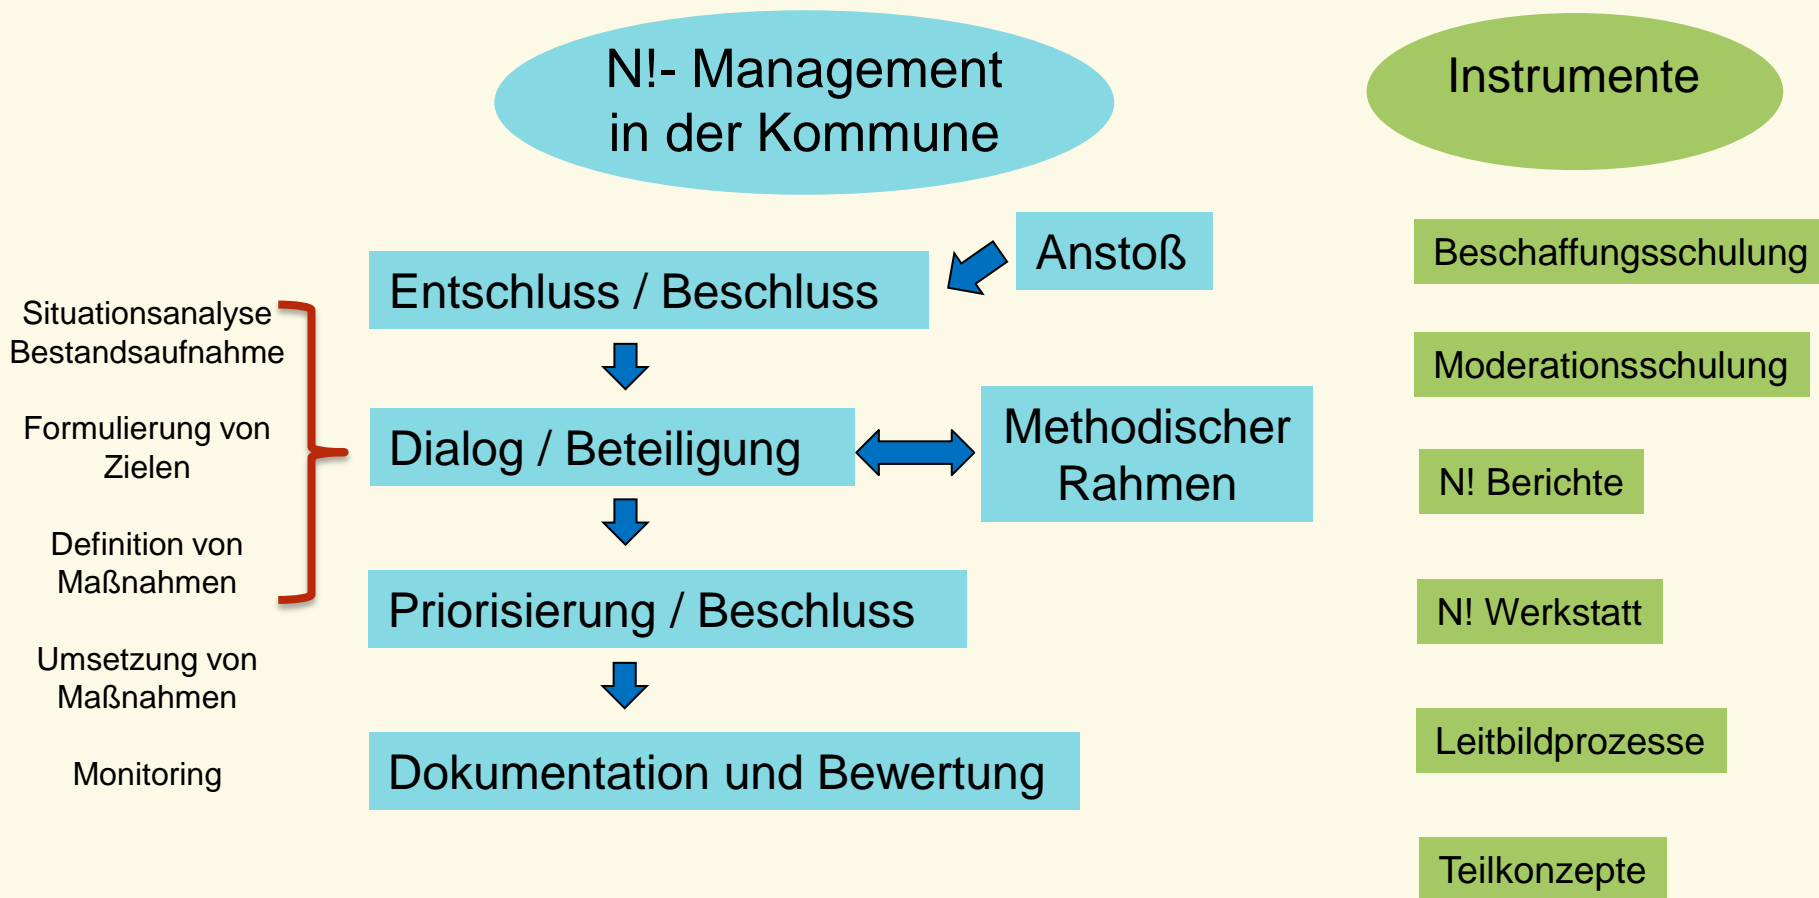 N!- Management
in der Kommune
Instrumente
Anstoß
Entschluss / Beschluss
Situationsanalyse
Bestandsaufnahme
Dialog / Beteiligung
Methodischer
Rahmen
Formulierung von
Zielen
Definition von
Maßnahmen
Priorisierung / Beschluss
Umsetzung von
Maßnahmen
Dokumentation und Bewertung
Monitoring
Beschaffungsschulung
Moderationsschulung
N! Berichte
N! Werkstatt
Leitbildprozesse
Teilkonzepte